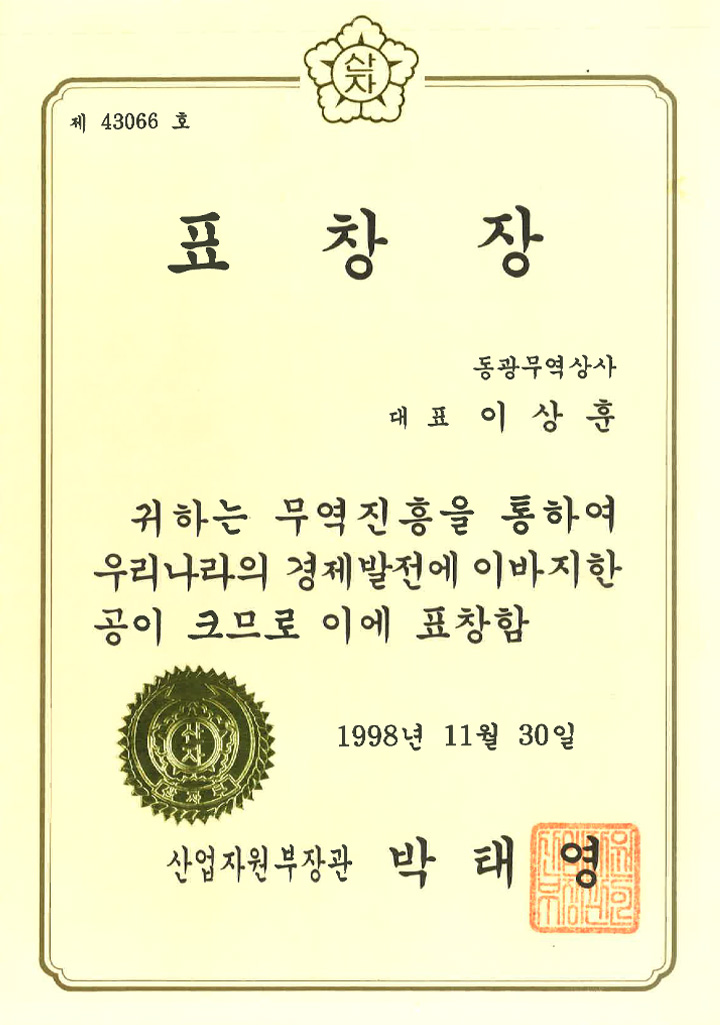 산자
제 43066 호
표 창 장
동광무역상사
대 표 이 상 훈
귀하는 무역진흥을 통하여
우리나라의 경제발전에 이바지한
공이 크므로 이에 표창함
산자
1998년 11월 30일
산업자원부장관 박 태 영